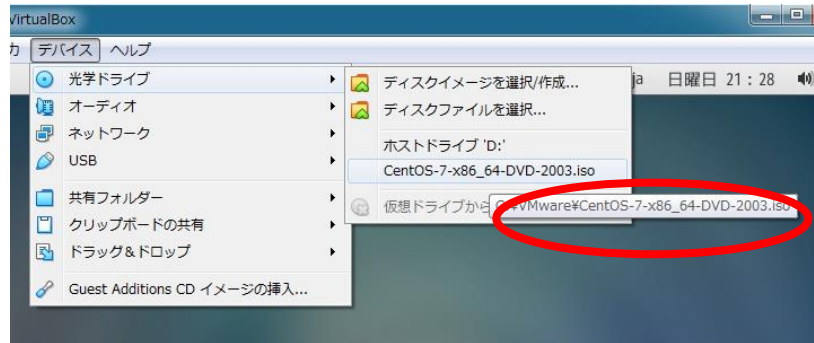 VirtualBox
カ デバイス ヘルプ
ja 日曜日 21：28
光学ドライブ
オーディオ
ネットワーク
USB
共有フォルダー
クリップボードの共有
ドラッグ&ドロップ
Guest Additions CD イメージの挿入...
ディスクイメージを選択/作成...
ディスクファイルを選択...
ホストドライブ 'D:'
CentOS-7-x86_64-DVD-2003.iso
仮想ドライブから
VMware¥CentOS-7-x86_64-DVD-2003.iso